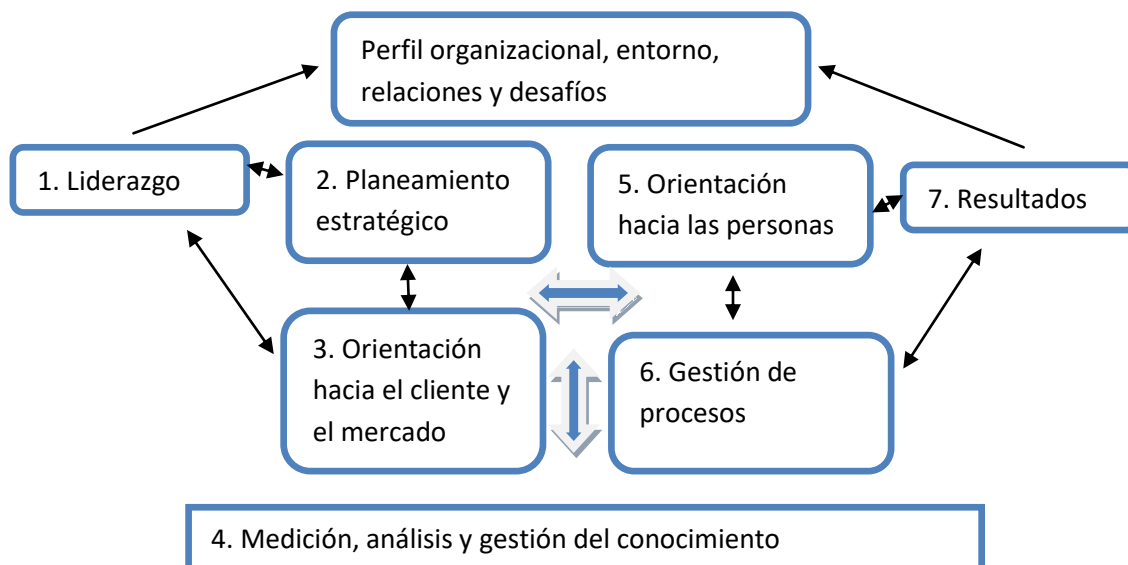 Perfil organizacional, entorno,
relaciones y desafíos
1. Liderazgo
2. Planeamiento
estratégico
5. Orientación
hacia las personas
7. Resultados
3. Orientación
hacia el cliente y
el mercado
6. Gestión de
procesos
4. Medición, análisis y gestión del conocimiento